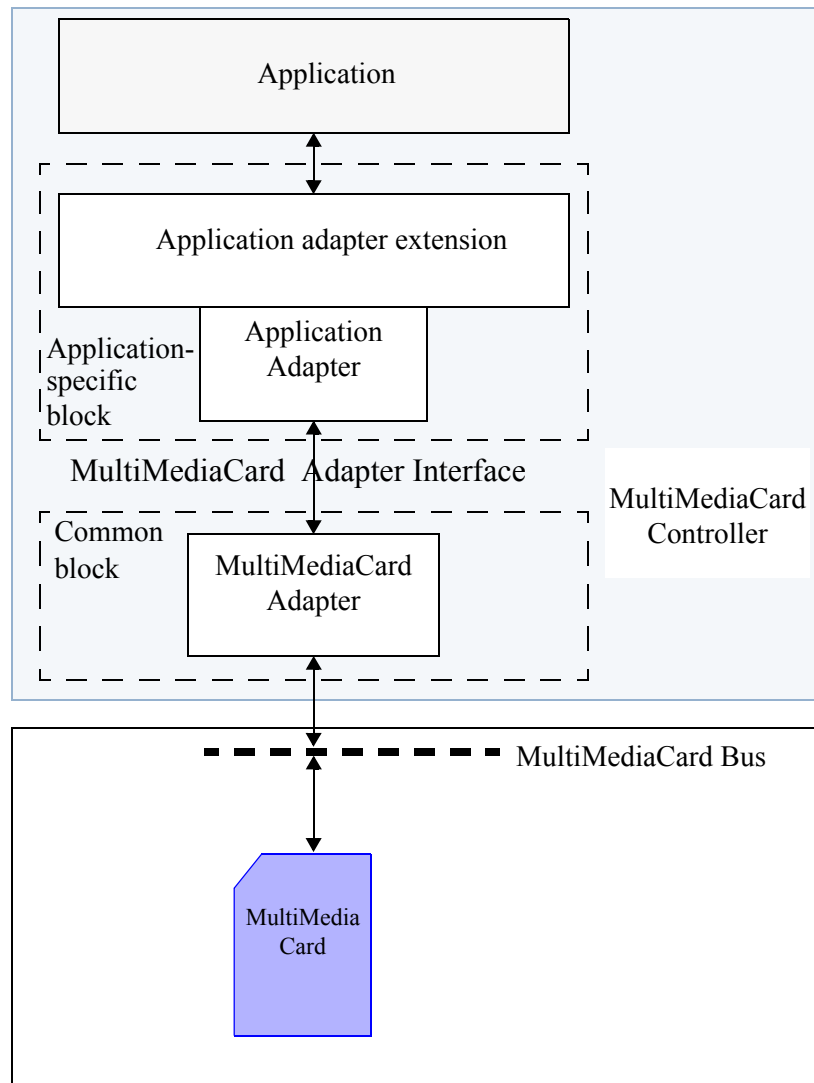 Application
Application adapter extension
Application
Adapter
Application-
specific
block
MultiMediaCard Adapter Interface
MultiMediaCard
Controller
Common
block
MultiMediaCard
Adapter
MultiMediaCard Bus
MultiMedia
Card